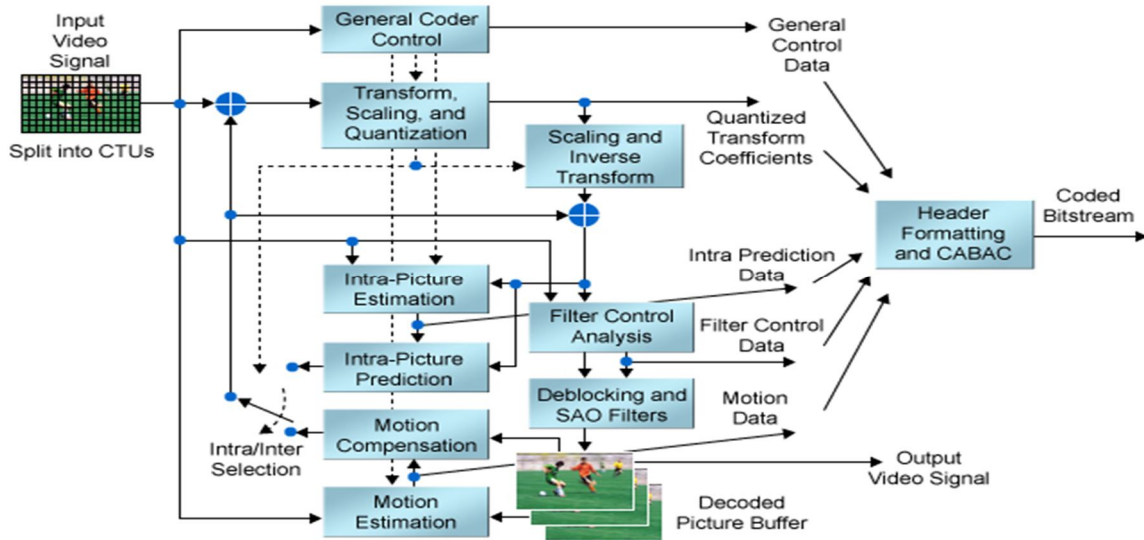 Input
Video
Signal
Split into CTUs
General Coder
Control
General
Control
Data
Transform,
Scaling, and
Quantization
Quantized
Transform
Coefficients
Scaling and
Inverse
Transform
Header
Formatting
and CABAC
Coded
Bitstream
Intra-Picture
Estimation
Intra Prediction
Data
Filter Control
Analysis
Filter Control
Data
Intra-Picture
Prediction
Deblocking and
SAO Filters
Motion
Data
Intra/Inter
Selection
Motion
Compensation
Motion
Estimation
Output
Video Signal
Decoded
Picture Buffer